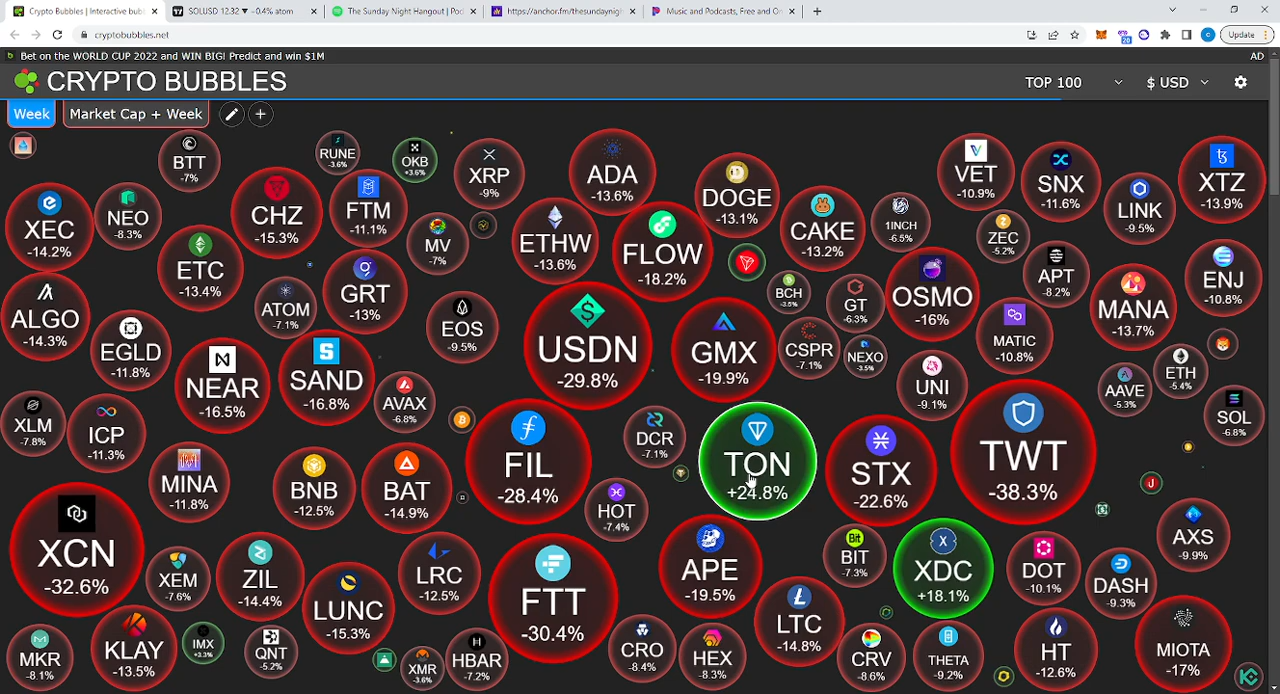 Crypto Bubbles | Interactive bubb
SOLUSD 12.32 ▼ -0.4% atom
The Sunday Night Hangout | Pod
https://anchor.fm/thesundaynigh
Music and Podcasts, Free and On
cryptobubbles.net
20
C
Update
Bet on the WORLD CUP 2022 and WIN BIG! Predict and win $1M
AD
CRYPTO BUBBLES
TOP 100
$ USD
Week
Market Cap + Week
BTT
-7%
RUNE
-3.6%
OKB
+3.6%
XRP
-9%
ADA
-13.6%
DOGE
-13.1%
VET
-10.9%
SNX
-11.6%
XTZ
-13.9%
XEC
-14.2%
NEO
-8.3%
CHZ
-15.3%
FTM
-11.1%
MV
-7%
ETHW
-13.6%
FLOW
-18.2%
CAKE
-13.2%
1INCH
-6.5%
ZEC
-5.2%
LINK
-9.5%
ETC
-13.4%
GRT
-13%
ATOM
-7.1%
EOS
-9.5%
BCH
-3.5%
GT
-6.3%
OSMO
-16%
APT
-8.2%
MANA
-13.7%
ENJ
-10.8%
ALGO
-14.3%
EGLD
-11.8%
NEAR
-16.5%
SAND
-16.8%
AVAX
-6.8%
USDN
-29.8%
GMX
-19.9%
CSPR
-7.1%
NEXO
-3.5%
MATIC
-10.8%
UNI
-9.1%
AAVE
-5.3%
ETH
-5.4%
SOL
-6.8%
XLM
-7.8%
ICP
-11.3%
MINA
-11.8%
BNB
-12.5%
BAT
-14.9%
FIL
-28.4%
HOT
-7.4%
DCR
-7.1%
TON
+24.8%
STX
-22.6%
TWT
-38.3%
XCN
-32.6%
XEM
-7.6%
ZIL
-14.4%
LUNC
-15.3%
LRC
-12.5%
FTT
-30.4%
APE
-19.5%
Bit
BIT
-7.3%
XDC
+18.1%
DOT
-10.1%
DASH
-9.3%
AXS
-9.9%
MKR
-8.1%
KLAY
-13.5%
IMX
+3.3%
QNT
-5.2%
XMR
-3.6%
HBAR
-7.2%
CRO
-8.4%
HEX
-8.3%
LTC
-14.8%
CRV
-8.6%
THETA
-9.2%
HT
-12.6%
MIOTA
-17%